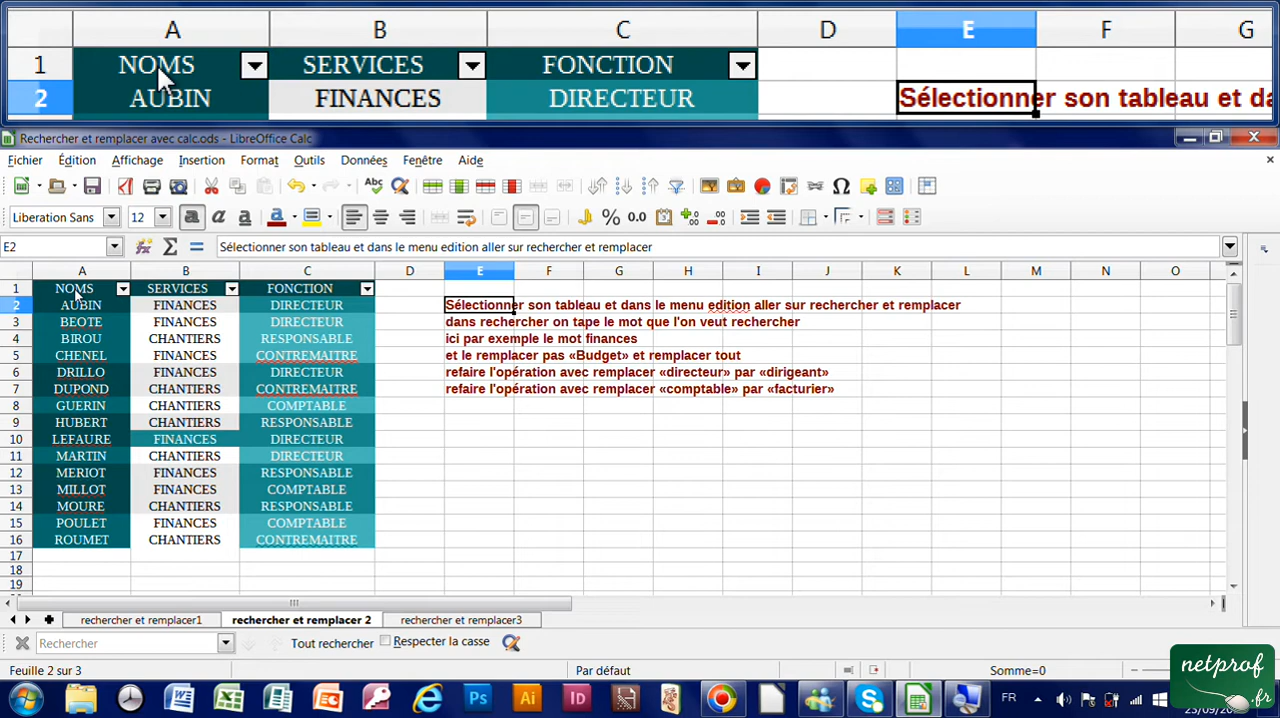 A B C D E F G
1 NOMS SERVICES FONCTION
2 AUBIN FINANCES DIRECTEUR Sélectionner son tableau et da
Rechercher et remplacer avec calc.ods - LibreOffice Calc
Fichier Édition Affichage Insertion Format Outils Données Fenêtre Aide
Liberation Sans 12
E2 Sélectionner son tableau et dans le menu edition aller sur rechercher et remplacer
A B C D E F G H I J K L M N O
1 NOMS SERVICES FONCTION
2 AUBIN FINANCES DIRECTEUR Sélectionner son tableau et dans le menu edition aller sur rechercher et remplacer
3 BEOTE FINANCES DIRECTEUR dans rechercher on tape le mot que l'on veut rechercher
4 BIROU CHANTIERS RESPONSABLE ici par exemple le mot finances
5 CHENEL FINANCES CONTREMAITRE et le remplacer pas «Budget» et remplacer tout
6 DRILLO FINANCES DIRECTEUR refaire l'opération avec remplacer «directeur» par «dirigeant»
7 DUPOND CHANTIERS CONTREMAITRE refaire l'opération avec remplacer «comptable» par «facturier»
8 GUERIN CHANTIERS COMPTABLE
9 HUBERT CHANTIERS RESPONSABLE
10 LEFAURE FINANCES DIRECTEUR
11 MARTIN CHANTIERS DIRECTEUR
12 MERIOT FINANCES RESPONSABLE
13 MILLOT FINANCES COMPTABLE
14 MOURE CHANTIERS RESPONSABLE
15 POULET FINANCES COMPTABLE
16 ROUMET CHANTIERS CONTREMAITRE
17
18
19
rechercher et remplacer1 rechercher et remplacer 2 rechercher et remplacer3
Rechercher Tout rechercher Respecter la casse
Feuille 2 sur 3 Par défaut Somme=0
netprof
.fr
Ps Ai Id FR